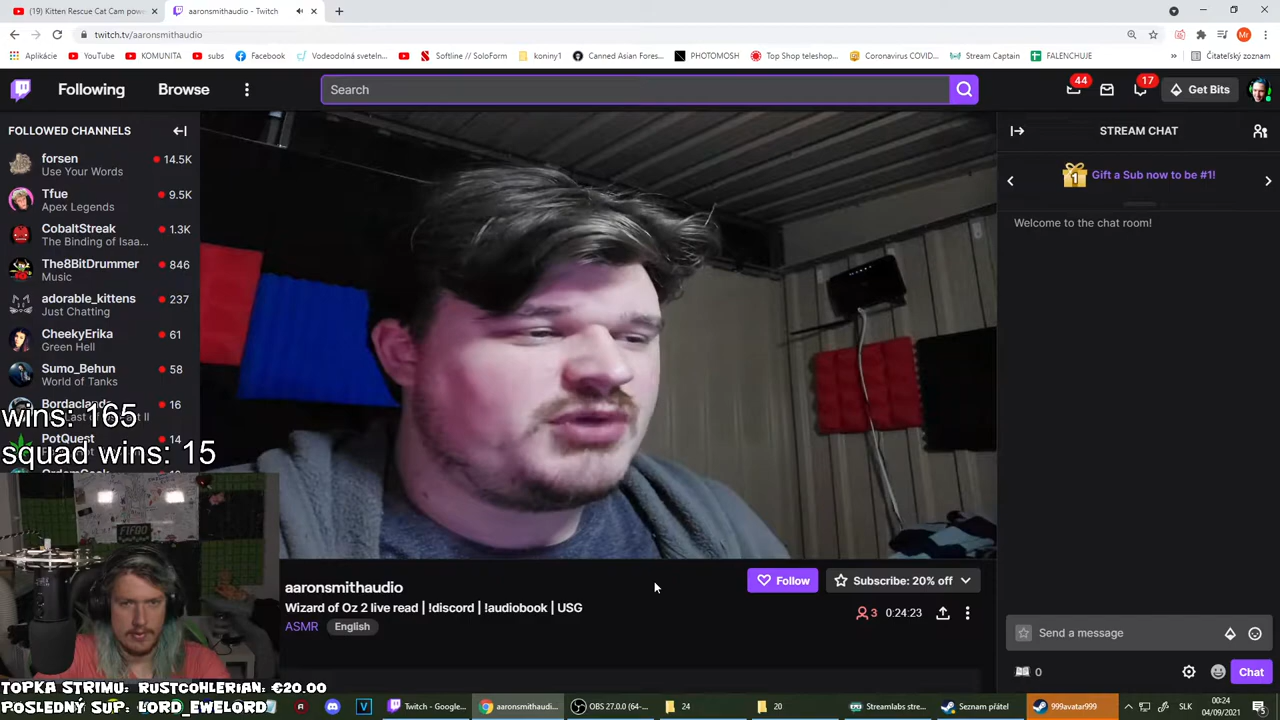 (19) Kitten Rescue Cat Cam pow
aaronsmithaudio - Twitch
twitch.tv/aaronsmithaudio
Aplikácie
YouTube
KOMUNITA
subs
Facebook
Vodeodolná sveteln...
Softline // SoloForm
koniny1
Canned Asian Fores...
PHOTOMOSH
Top Shop teleshop...
Coronavirus COVID...
Stream Captain
FALENCHUJE
»
Čitateľský zoznam
Following
Browse
Search
44
17
Get Bits
FOLLOWED CHANNELS
STREAM CHAT
forsen
14.5K
Use Your Words
1
Gift a Sub now to be #1!
Tfue
9.5K
Apex Legends
Welcome to the chat room!
CobaltStreak
1.3K
The Binding of Isaa...
The8BitDrummer
846
Music
adorable_kittens
237
Just Chatting
CheekyErika
61
Green Hell
Sumo_Behun
58
World of Tanks
Bordacland
16
wins: 165
PotQuest
14
squad wins: 15
FIFQO
aaronsmithaudio
Follow
Subscribe: 20% off
Wizard of Oz 2 live read | !discord | !audiobook | USG
3
0:24:23
ASMR
English
Send a message
0
Chat
TOPKA STRIMU: RUSTCOHLERIAN: €20.00
POSLEDNÝ SUP: LORD_EWELORD
Twitch - Google...
aaronsmithaudi...
OBS 27.0.0 (64-...
24
20
Streamlabs stre...
Seznam přátel
999avatar999
SLK
00:24
04/09/2021